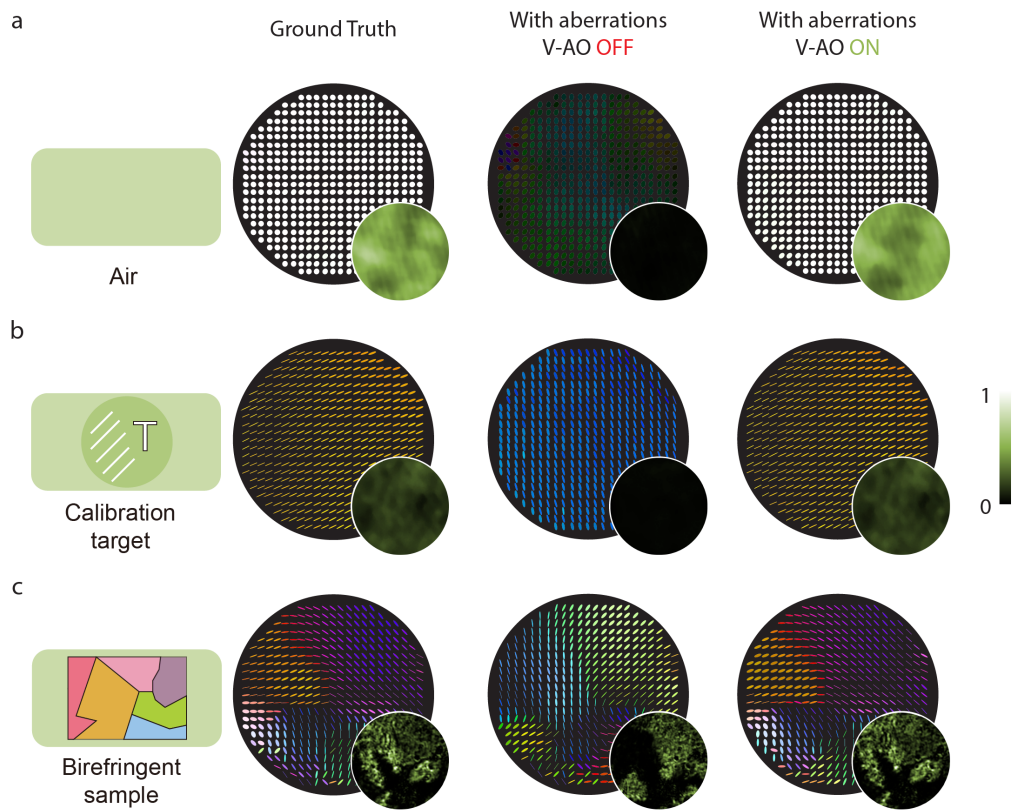 a
Ground Truth
With aberrations
V-AO OFF
With aberrations
V-AO ON
Air
b
T
Calibration
target
1
0
c
Birefringent
sample